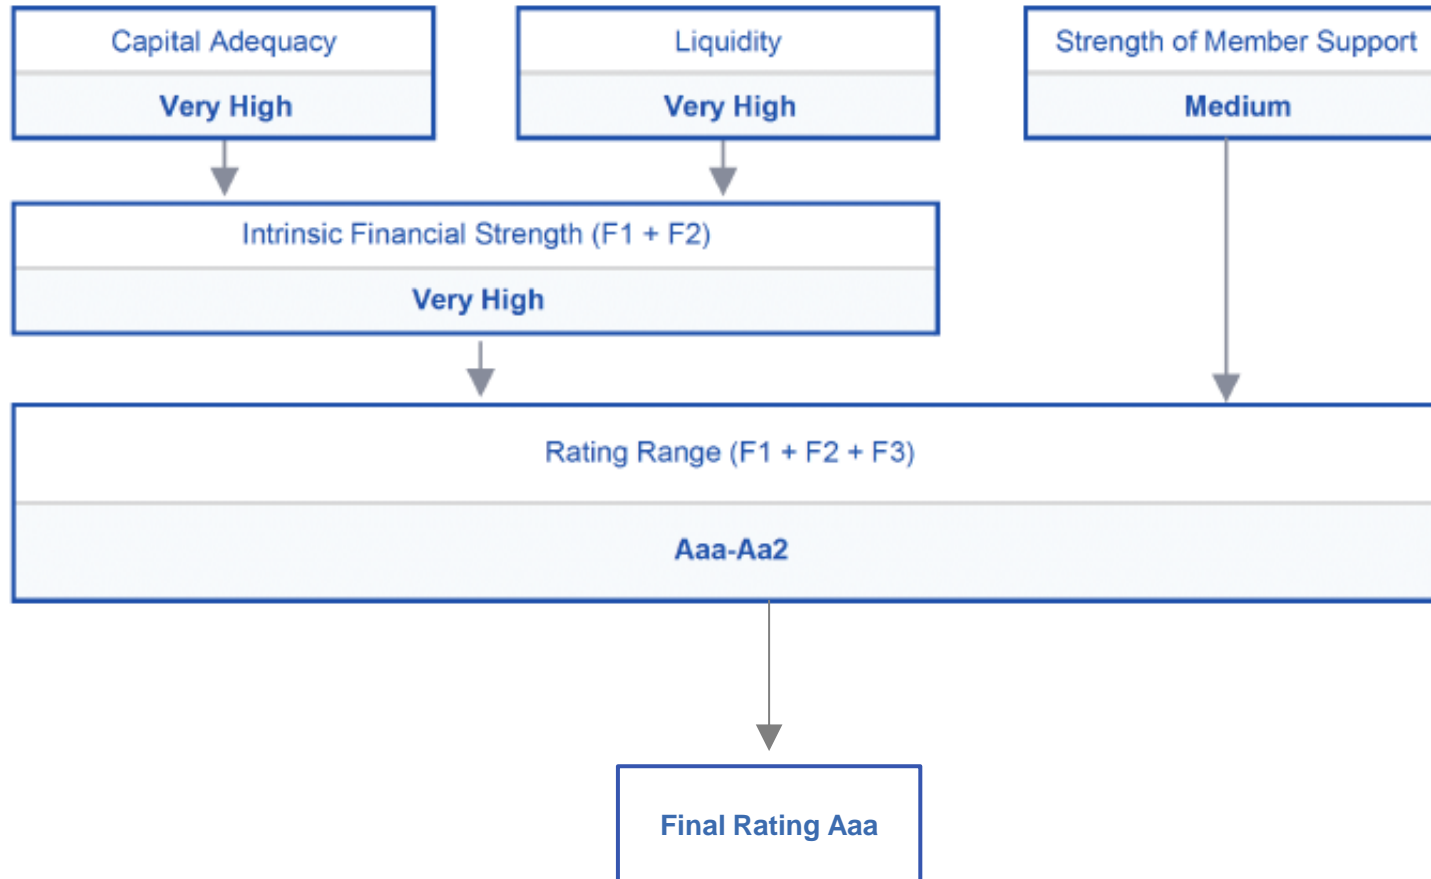 Capital Adequacy
Very High
Liquidity
Very High
Strength of Member Support
Medium
Intrinsic Financial Strength (F1 + F2)
Very High
Rating Range (F1 + F2 + F3)
Aaa-Aa2
Final Rating Aaa